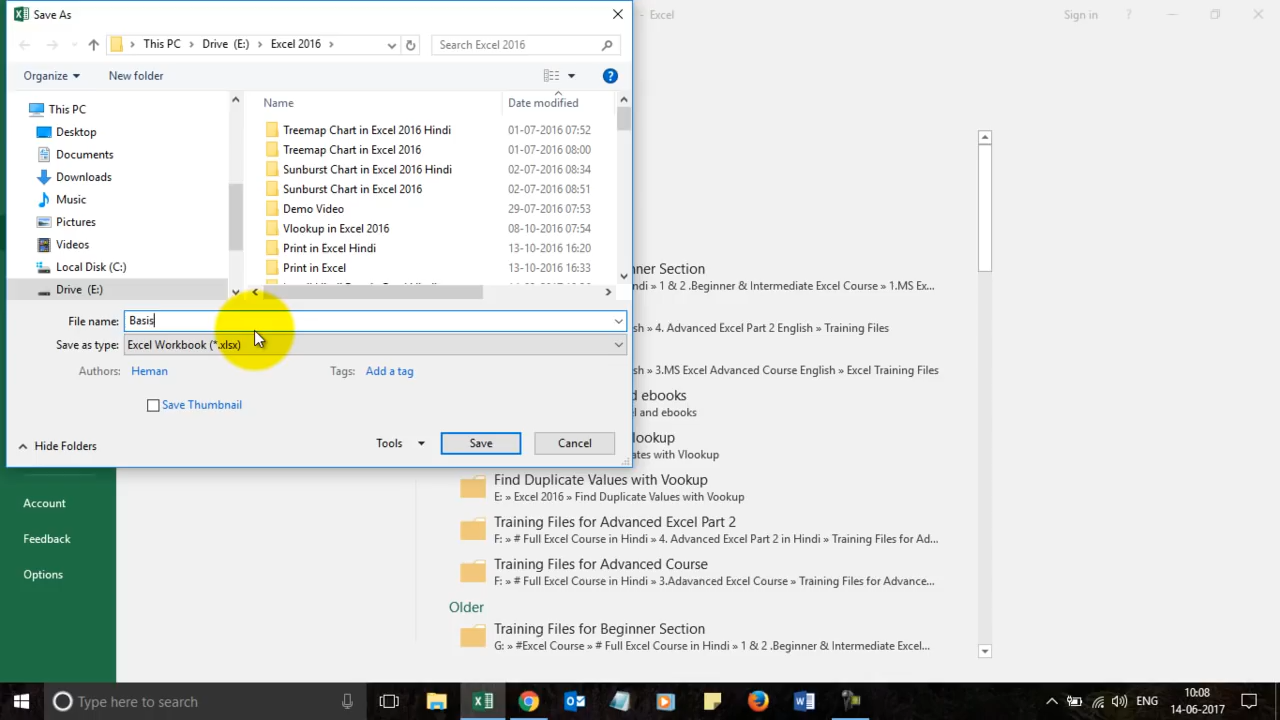 Save As
- Excel
Sign in
?
This PC
Drive (E:)
Excel 2016
Search Excel 2016
Organize
New folder
Name
Date modified
This PC
Desktop
Documents
Downloads
Music
Pictures
Videos
Local Disk (C:)
Drive (E:)
Treemap Chart in Excel 2016 Hindi 01-07-2016 07:52
Treemap Chart in Excel 2016 01-07-2016 08:00
Sunburst Chart in Excel 2016 Hindi 02-07-2016 08:34
Sunburst Chart in Excel 2016 02-07-2016 08:51
Demo Video 29-07-2016 07:53
Vlookup in Excel 2016 08-10-2016 07:54
Print in Excel Hindi 13-10-2016 16:20
Print in Excel 13-10-2016 16:33
File name: Basis
Save as type: Excel Workbook (*.xlsx)
Authors: Heman
Tags: Add a tag
Save Thumbnail
Hide Folders
Tools
Save
Cancel
Account
Feedback
Options
nner Section
& 2 .Beginner & Intermediate Excel Course » 1.MS Ex...
sh » 4. Advanced Excel Part 2 English » Training Files
sh » 3.MS Excel Advanced Course English » Excel Training Files
d ebooks
el and ebooks
lookup
ates with Vlookup
Find Duplicate Values with Vookup
E: » Excel 2016 » Find Duplicate Values with Vookup
Training Files for Advanced Excel Part 2
F: » # Full Excel Course in Hindi » 4. Advanced Excel Part 2 in Hindi » Training Files for Ad...
Training Files for Advanced Course
F: » # Full Excel Course in Hindi » 3.Adavanced Excel Course » Training Files for Advance...
Older
Training Files for Beginner Section
G: » #Excel Course » # Full Excel Course in Hindi » 1 & 2 .Beginner & Intermediate Excel...
Type here to search
ENG
10:08
14-06-2017